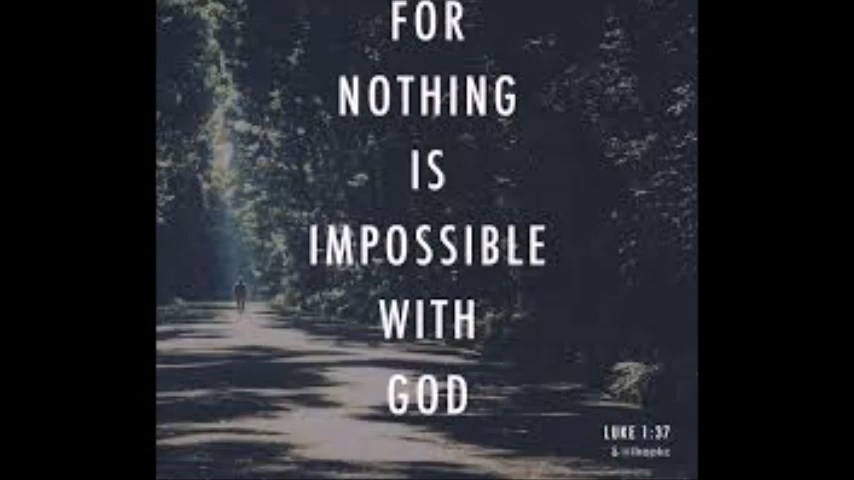 FOR
NOTHING
IS
IMPOSSIBLE
WITH
GOD
LUKE 1:37